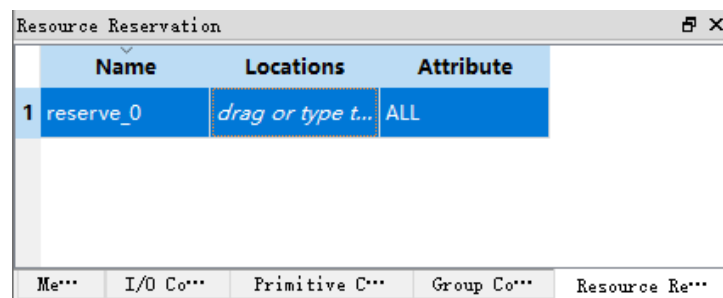 Resource Reservation
Name Locations Attribute
1 reserve_0 drag or type t... ALL
Me... I/O Co... Primitive C... Group Co... Resource Re...